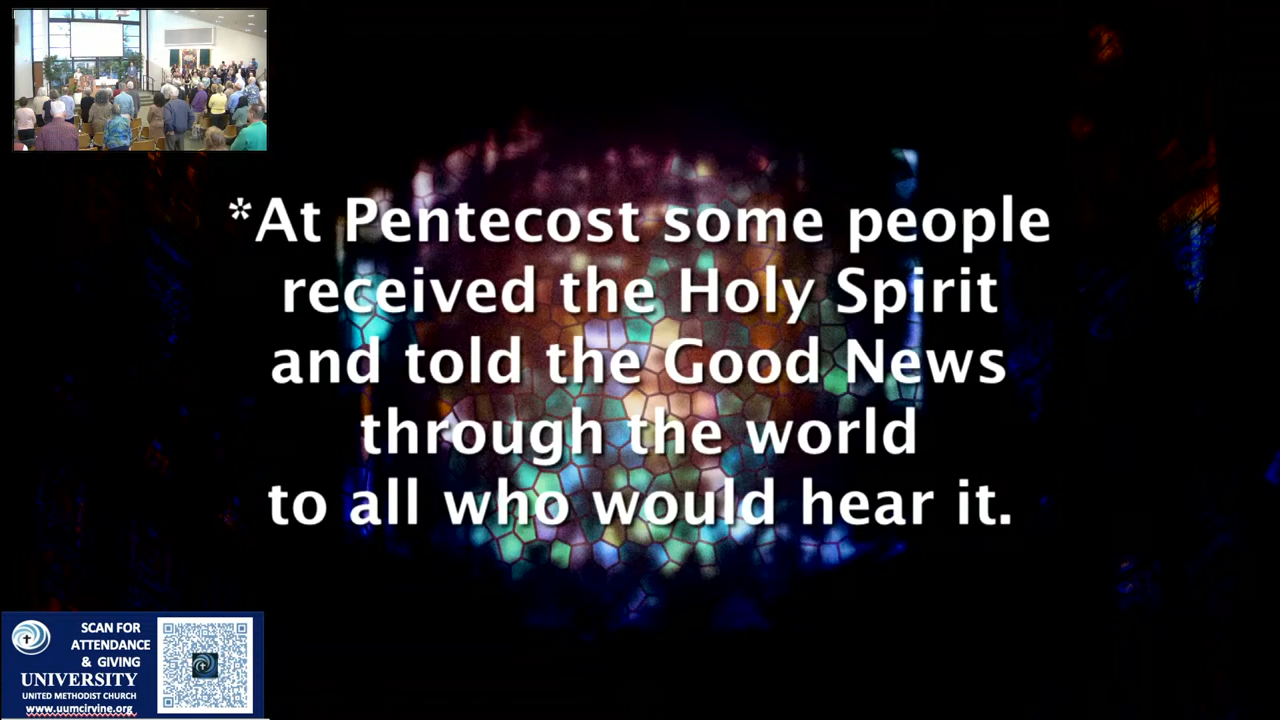 *At Pentecost some people
received the Holy Spirit
and told the Good News
through the world
to all who would hear it.
SCAN FOR
ATTENDANCE
& GIVING
UNIVERSITY
UNITED METHODIST CHURCH
www.uumcirvine.org